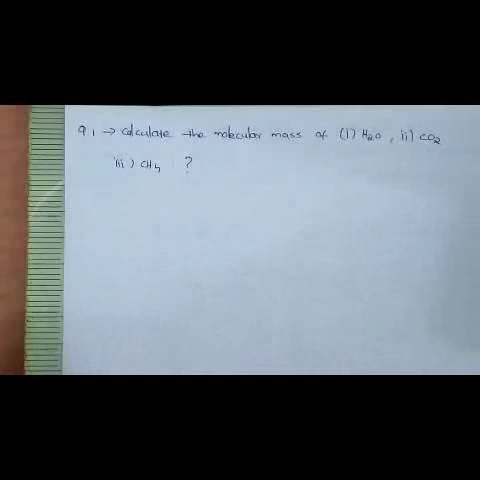 Q.1 → Calculate the molecular mass of (i) H2O, ii) CO2
iii) CH4 ?